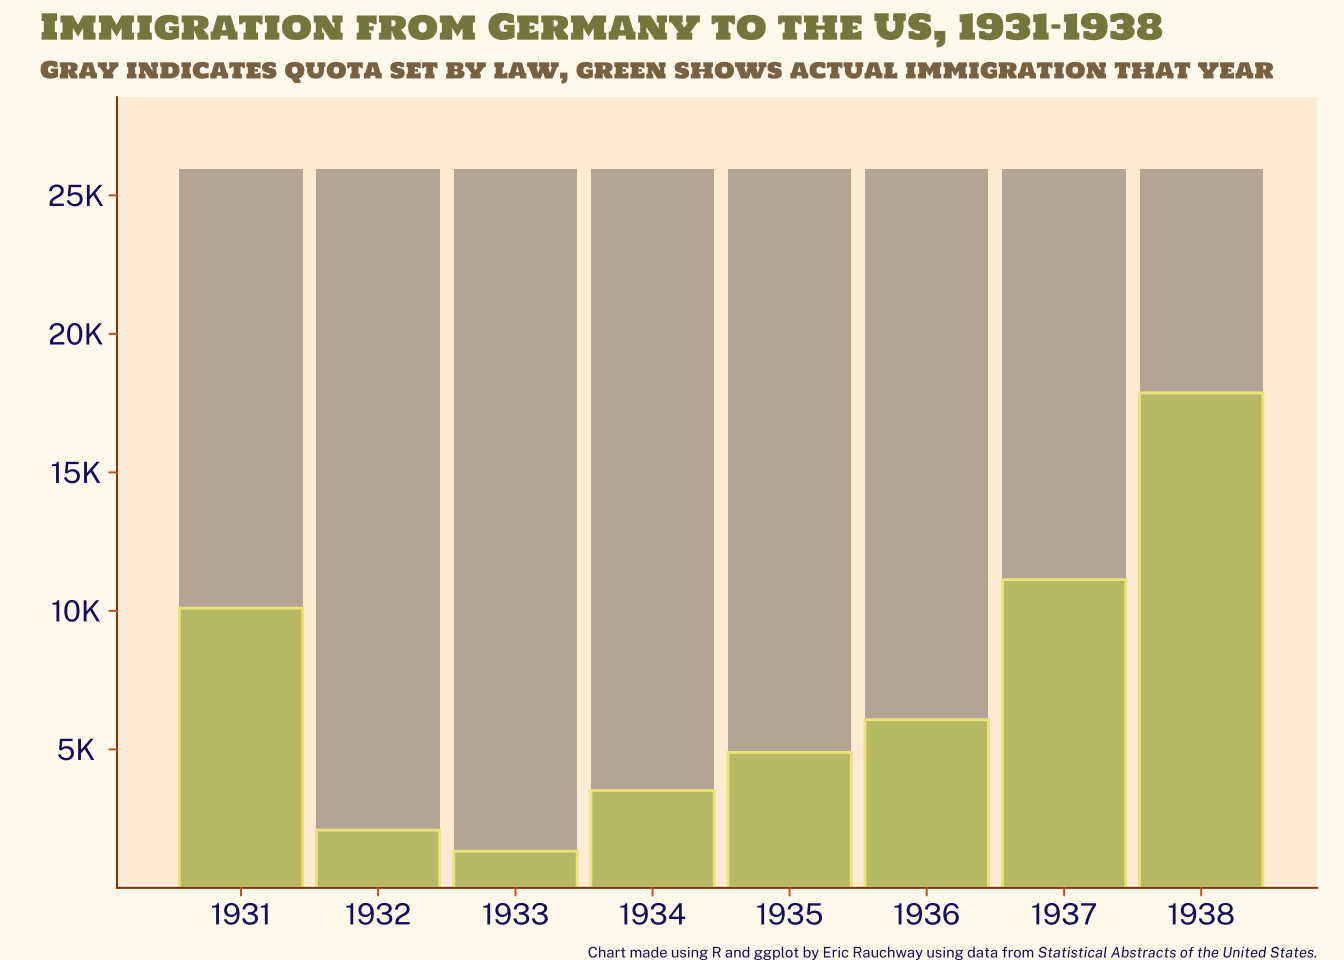 Immigration from Germany to the US, 1931-1938
Gray indicates quota set by law, green shows actual immigration that year
25K
20K
15K
10K
5K
1931 1932 1933 1934 1935 1936 1937 1938
Chart made using R and ggplot by Eric Rauchway using data from Statistical Abstracts of the United States.